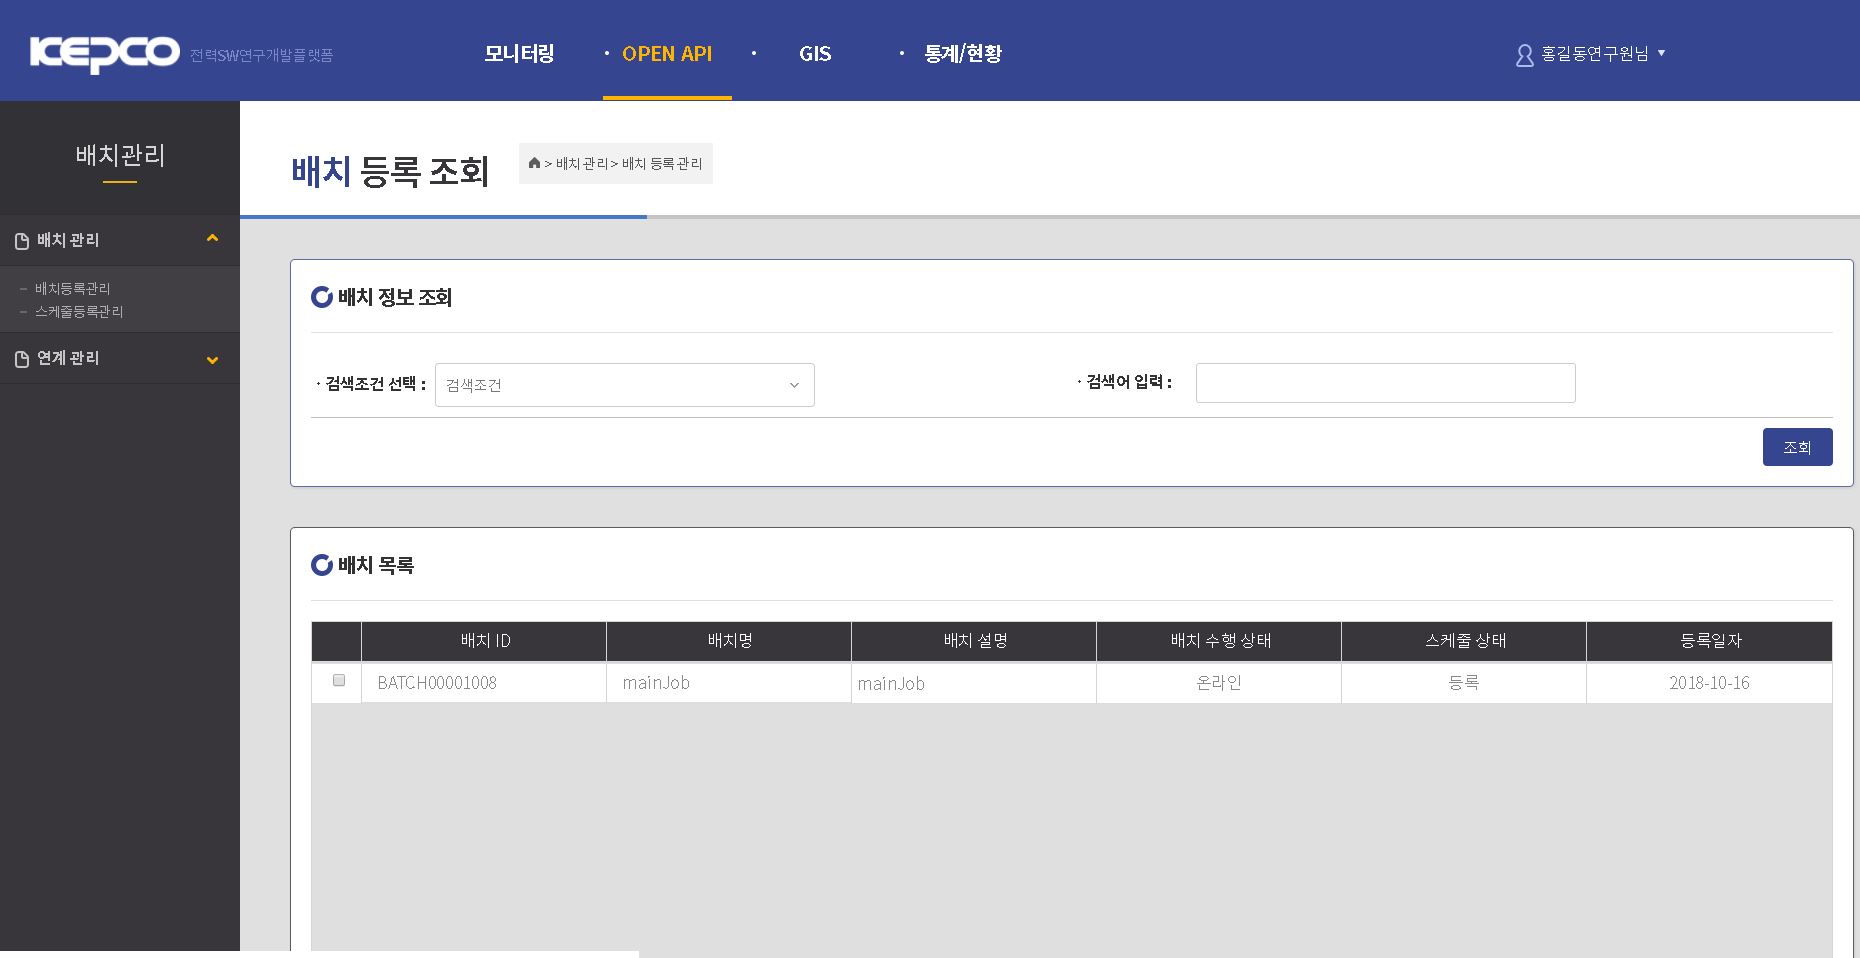 KEPCO 전력SW연구개발플랫폼
모니터링 · OPEN API · GIS · 통계/현황
홍길동연구원님 ▼
배치관리
배치 관리
– 배치등록관리
– 스케줄등록관리
연계 관리
배치 등록 조회
> 배치 관리 > 배치 등록 관리
배치 정보 조회
· 검색조건 선택 : 검색조건
· 검색어 입력 :
조회
배치 목록
배치 ID 배치명 배치 설명 배치 수행 상태 스케줄 상태 등록일자
BATCH00001008 mainJob mainJob 온라인 등록 2018-10-16